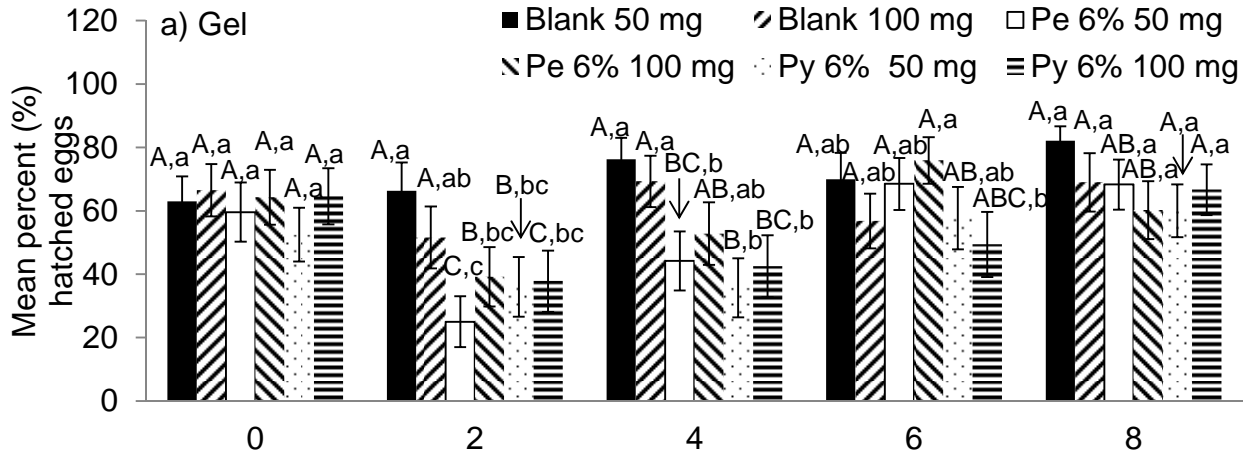 a) Gel
Blank 50 mg Blank 100 mg Pe 6% 50 mg
Pe 6% 100 mg Py 6% 50 mg Py 6% 100 mg
Mean percent (%)
hatched eggs
120
100
80
60
40
20
0
A,a A,a A,a A,a A,a A,a
A,a A,ab C,c B,bc B,bc C,bc
A,a A,a BC,b AB,ab B,b BC,b
A,ab A,ab A,ab A,a AB,ab ABC,b
A,a A,a AB,a AB,a A,a A,a
0 2 4 6 8